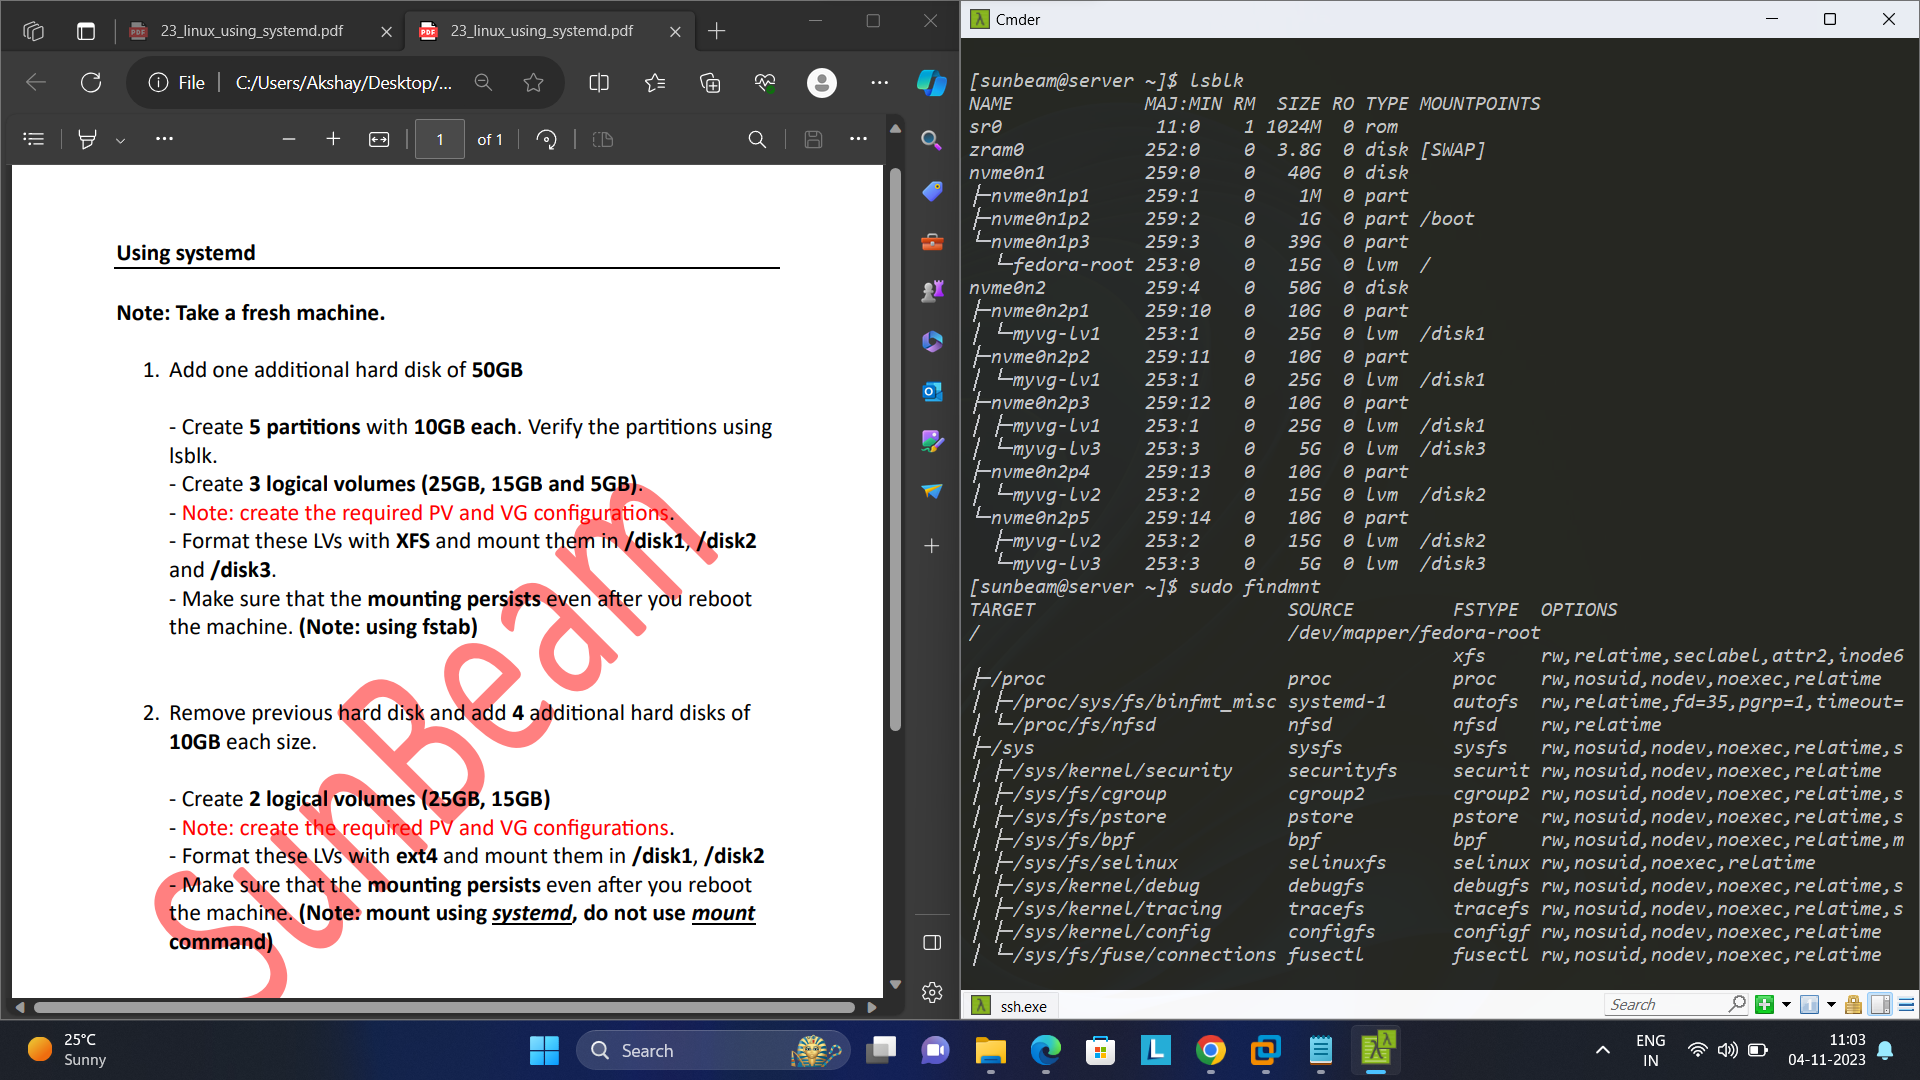 23_linux_using_systemd.pdf
23_linux_using_systemd.pdf
File
C:/Users/Akshay/Desktop/...
1 of 1
Using systemd
Note: Take a fresh machine.
1. Add one additional hard disk of 50GB
- Create 5 partitions with 10GB each. Verify the partitions using
lsblk.
- Create 3 logical volumes (25GB, 15GB and 5GB).
- Note: create the required PV and VG configurations.
- Format these LVs with XFS and mount them in /disk1, /disk2
and /disk3.
- Make sure that the mounting persists even after you reboot
the machine. (Note: using fstab)
2. Remove previous hard disk and add 4 additional hard disks of
10GB each size.
- Create 2 logical volumes (25GB, 15GB)
- Note: create the required PV and VG configurations.
- Format these LVs with ext4 and mount them in /disk1, /disk2
- Make sure that the mounting persists even after you reboot
the machine. (Note: mount using systemd, do not use mount
command)
SunBeam
Cmder
[sunbeam@server ~]$ lsblk
NAME MAJ:MIN RM SIZE RO TYPE MOUNTPOINTS
sr0 11:0 1 1024M 0 rom
zram0 252:0 0 3.8G 0 disk [SWAP]
nvme0n1 259:0 0 40G 0 disk
├─nvme0n1p1 259:1 0 1M 0 part
├─nvme0n1p2 259:2 0 1G 0 part /boot
└─nvme0n1p3 259:3 0 39G 0 part
  └─fedora-root 253:0 0 15G 0 lvm /
nvme0n2 259:4 0 50G 0 disk
├─nvme0n2p1 259:10 0 10G 0 part
│ └─myvg-lv1 253:1 0 25G 0 lvm /disk1
├─nvme0n2p2 259:11 0 10G 0 part
│ └─myvg-lv1 253:1 0 25G 0 lvm /disk1
├─nvme0n2p3 259:12 0 10G 0 part
│ ├─myvg-lv1 253:1 0 25G 0 lvm /disk1
│ └─myvg-lv3 253:3 0 5G 0 lvm /disk3
├─nvme0n2p4 259:13 0 10G 0 part
│ └─myvg-lv2 253:2 0 15G 0 lvm /disk2
└─nvme0n2p5 259:14 0 10G 0 part
  ├─myvg-lv2 253:2 0 15G 0 lvm /disk2
  └─myvg-lv3 253:3 0 5G 0 lvm /disk3
[sunbeam@server ~]$ sudo findmnt
TARGET SOURCE FSTYPE OPTIONS
/ /dev/mapper/fedora-root
xfs rw,relatime,seclabel,attr2,inode6
├─/proc proc proc rw,nosuid,nodev,noexec,relatime
│ ├─/proc/sys/fs/binfmt_misc systemd-1 autofs rw,relatime,fd=35,pgrp=1,timeout=
│ └─/proc/fs/nfsd nfsd nfsd rw,relatime
├─/sys sysfs sysfs rw,nosuid,nodev,noexec,relatime,s
│ ├─/sys/kernel/security securityfs securit rw,nosuid,nodev,noexec,relatime
│ ├─/sys/fs/cgroup cgroup2 cgroup2 rw,nosuid,nodev,noexec,relatime,s
│ ├─/sys/fs/pstore pstore pstore rw,nosuid,nodev,noexec,relatime,s
│ ├─/sys/fs/bpf bpf bpf rw,nosuid,nodev,noexec,relatime,m
│ ├─/sys/fs/selinux selinuxfs selinux rw,nosuid,noexec,relatime
│ ├─/sys/kernel/debug debugfs debugfs rw,nosuid,nodev,noexec,relatime,s
│ ├─/sys/kernel/tracing tracefs tracefs rw,nosuid,nodev,noexec,relatime,s
│ ├─/sys/kernel/config configfs configf rw,nosuid,nodev,noexec,relatime
│ └─/sys/fs/fuse/connections fusectl fusectl rw,nosuid,nodev,noexec,relatime
ssh.exe
Search
25°C
Sunny
Search
ENG
IN
11:03
04-11-2023